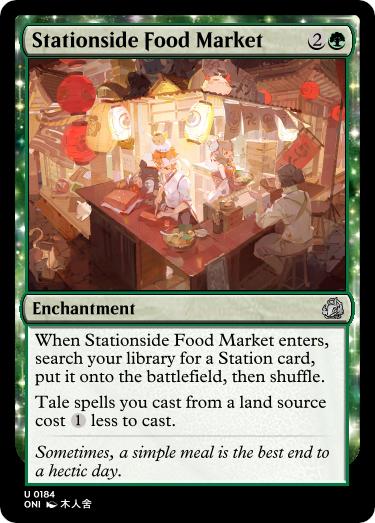 Stationside Food Market 2
Enchantment
When Stationside Food Market enters,
search your library for a Station card,
put it onto the battlefield, then shuffle.
Tale spells you cast from a land source
cost 1 less to cast.
Sometimes, a simple meal is the best end to
a hectic day.
U 0184
ONI 木人舍